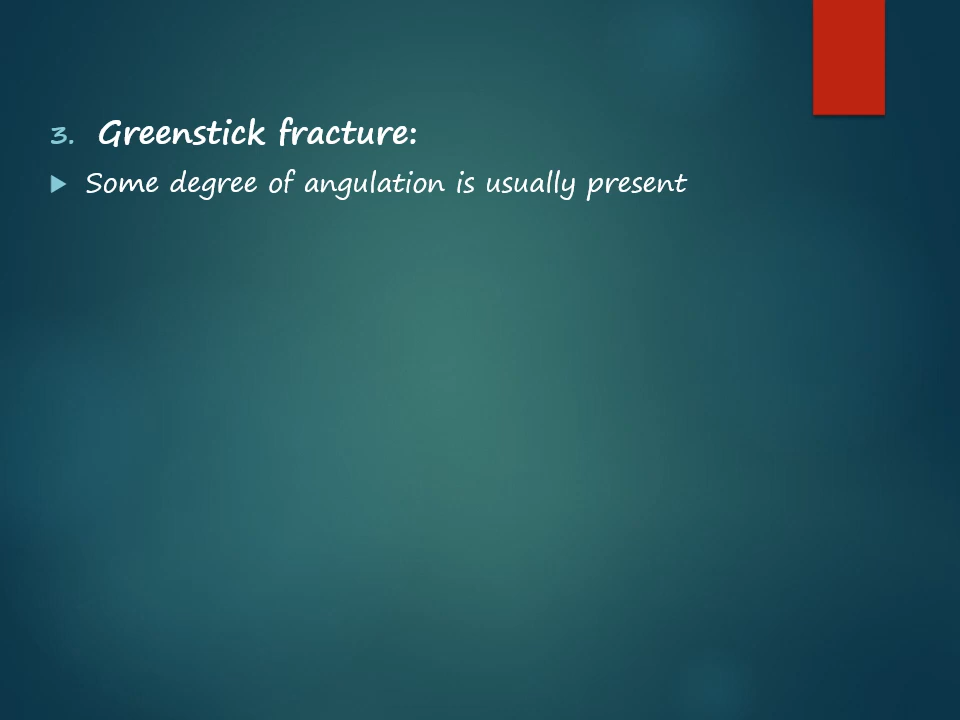 3. Greenstick fracture:
Some degree of angulation is usually present